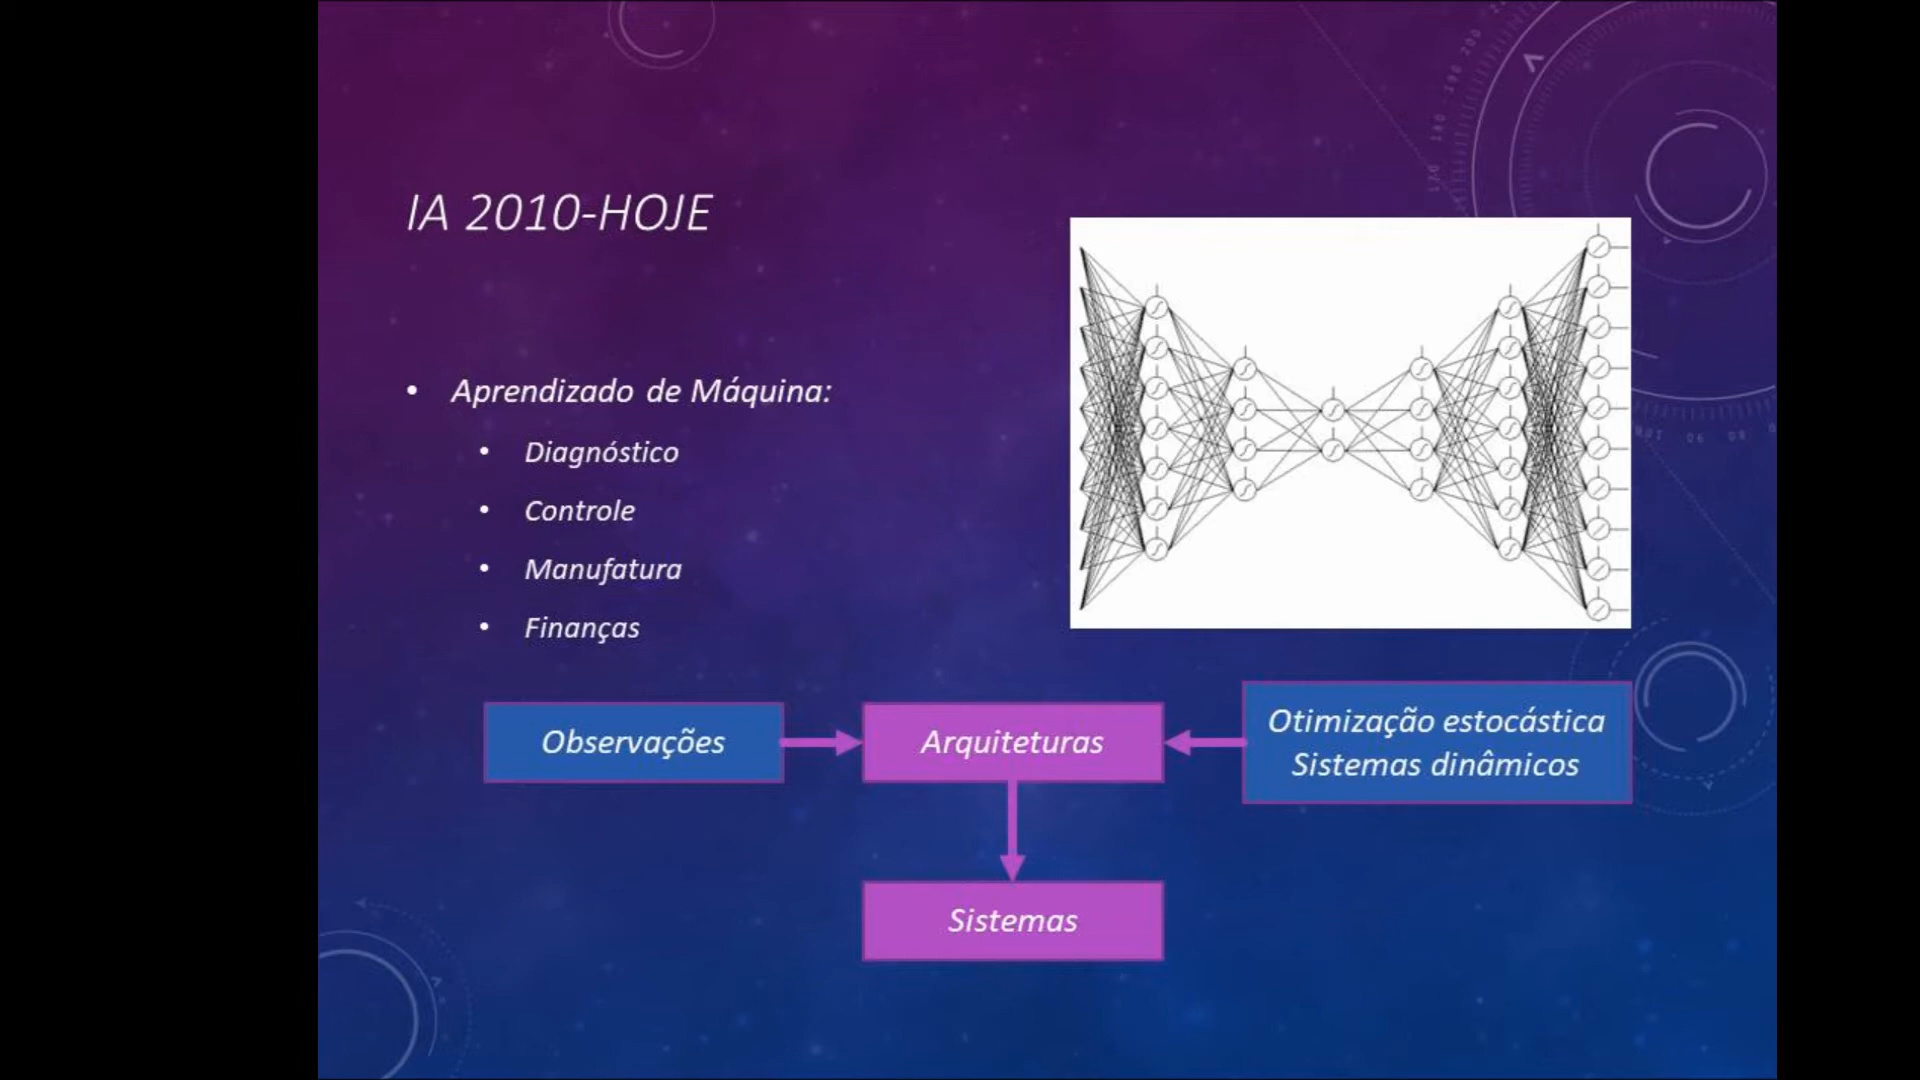 IA 2010-HOJE
• Aprendizado de Máquina:
• Diagnóstico
• Controle
• Manufatura
• Finanças
Observações
Arquiteturas
Otimização estocástica
Sistemas dinâmicos
Sistemas